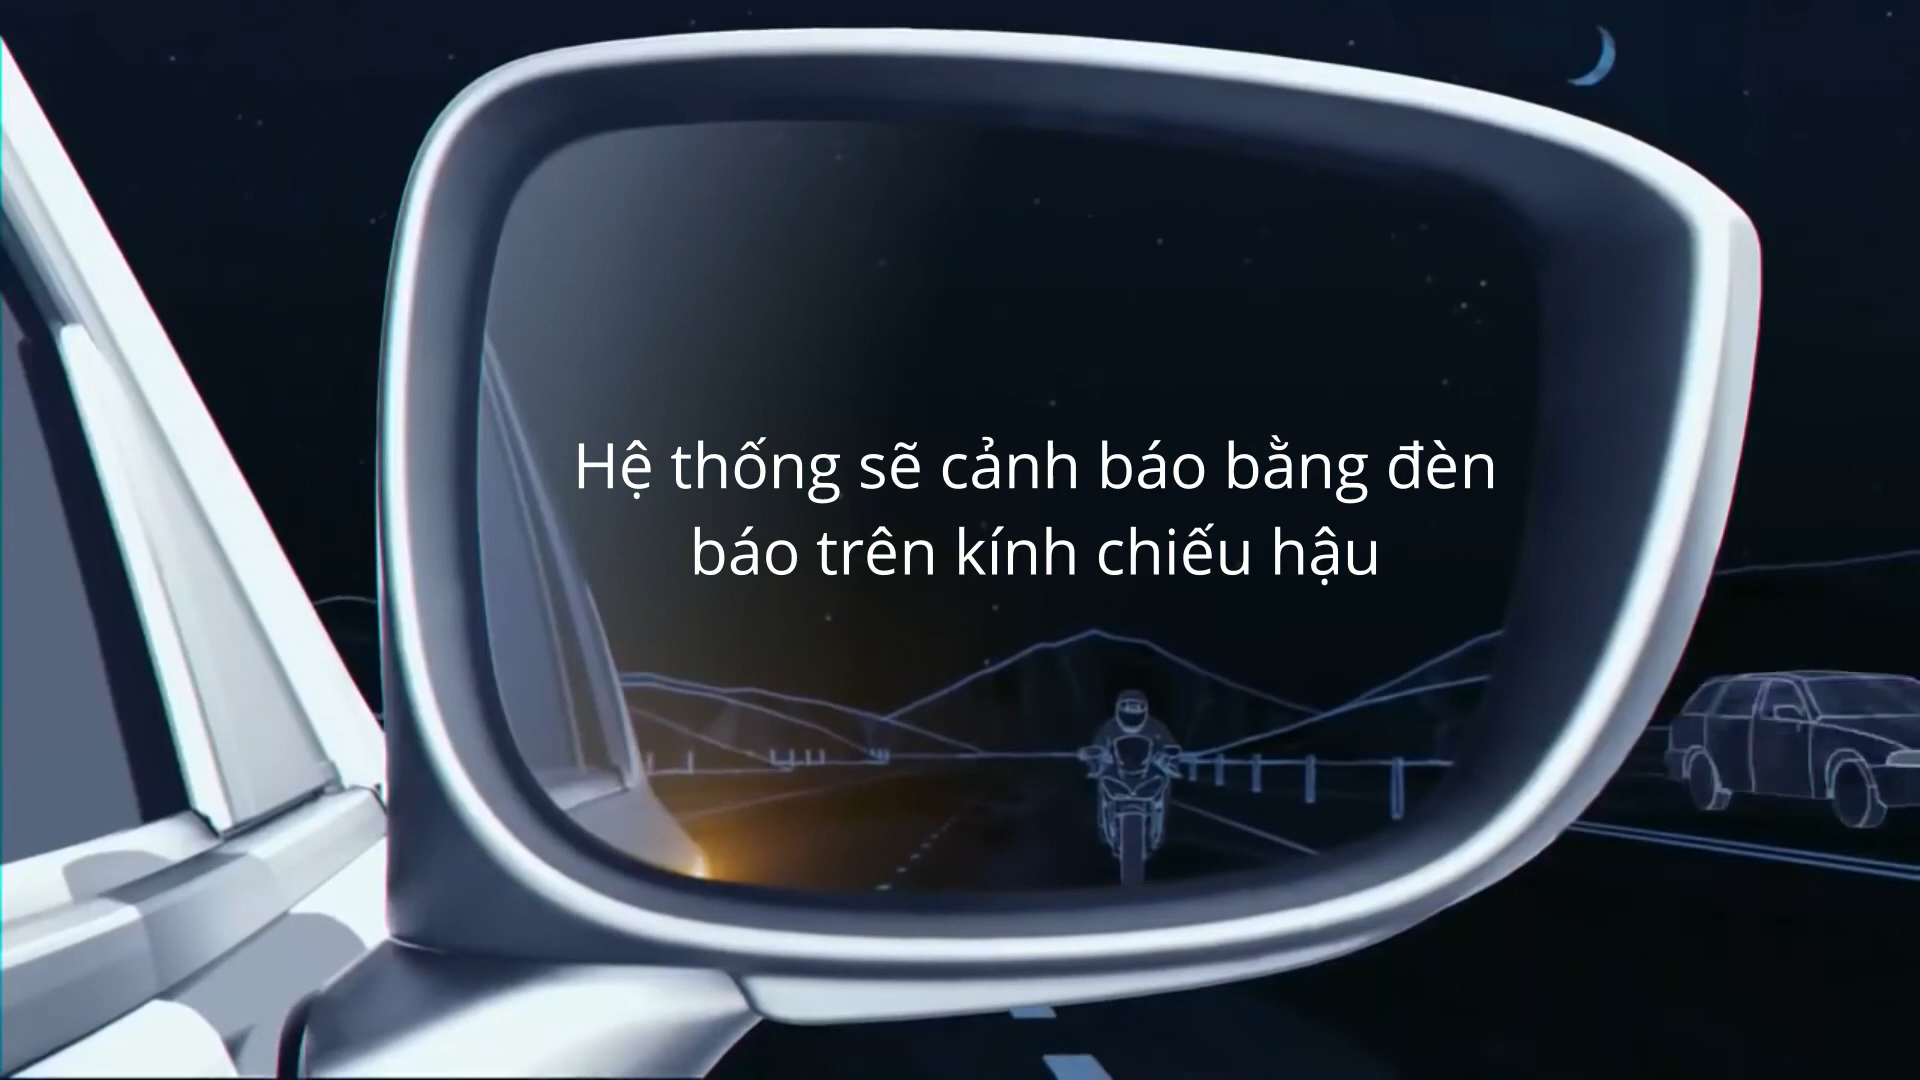 Hệ thống sẽ cảnh báo bằng đèn
báo trên kính chiếu hậu